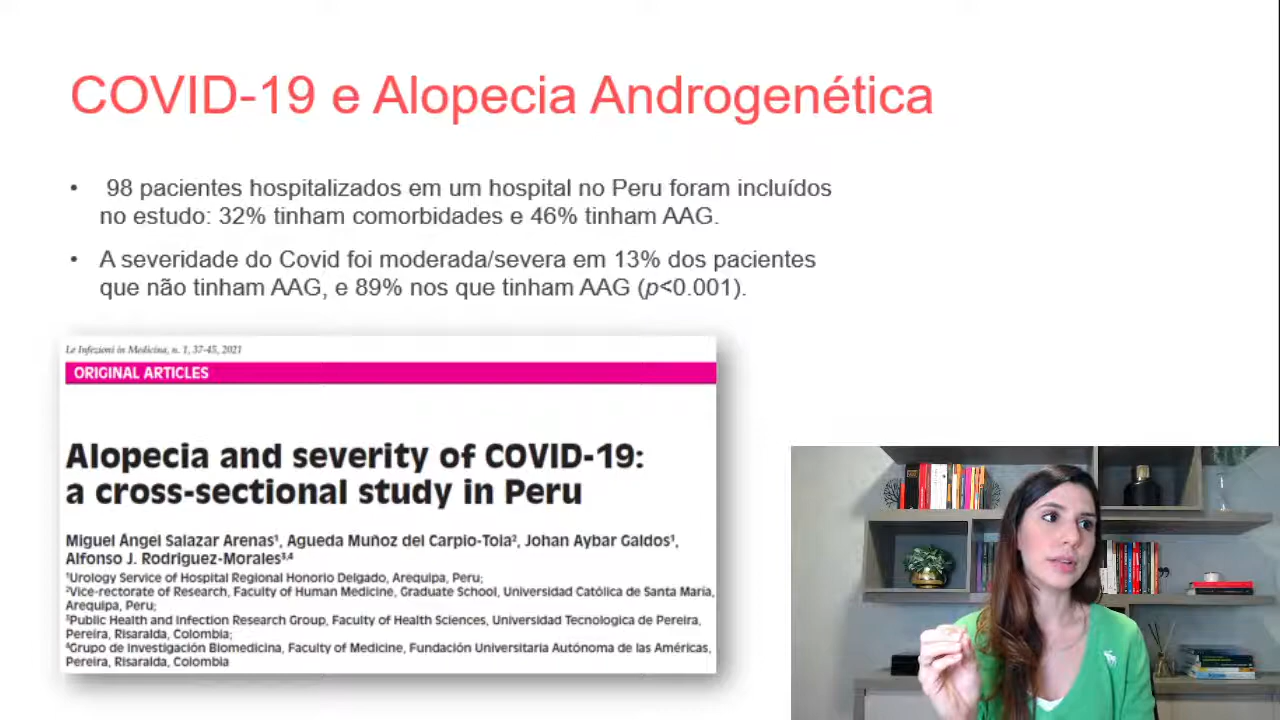 COVID-19 e Alopecia Androgenética
• 98 pacientes hospitalizados em um hospital no Peru foram incluídos
no estudo: 32% tinham comorbidades e 46% tinham AAG.
• A severidade do Covid foi moderada/severa em 13% dos pacientes
que não tinham AAG, e 89% nos que tinham AAG (p<0.001).
Le Infezioni in Medicina, n. 1, 37-45, 2021
ORIGINAL ARTICLES
Alopecia and severity of COVID-19:
a cross-sectional study in Peru
Miguel Ángel Salazar Arenas¹, Agueda Muñoz del Carpio-Toia², Johan Aybar Galdos¹,
Alfonso J. Rodriguez-Morales³,⁴
¹Urology Service of Hospital Regional Honorio Delgado, Arequipa, Peru;
²Vice-rectorate of Research, Faculty of Human Medicine, Graduate School, Universidad Católica de Santa María,
Arequipa, Peru;
³Public Health and Infection Research Group, Faculty of Health Sciences, Universidad Tecnologica de Pereira,
Pereira, Risaralda, Colombia;
⁴Grupo de Investigación Biomedicina, Faculty of Medicine, Fundación Universitaria Autónoma de las Américas,
Pereira, Risaralda, Colombia